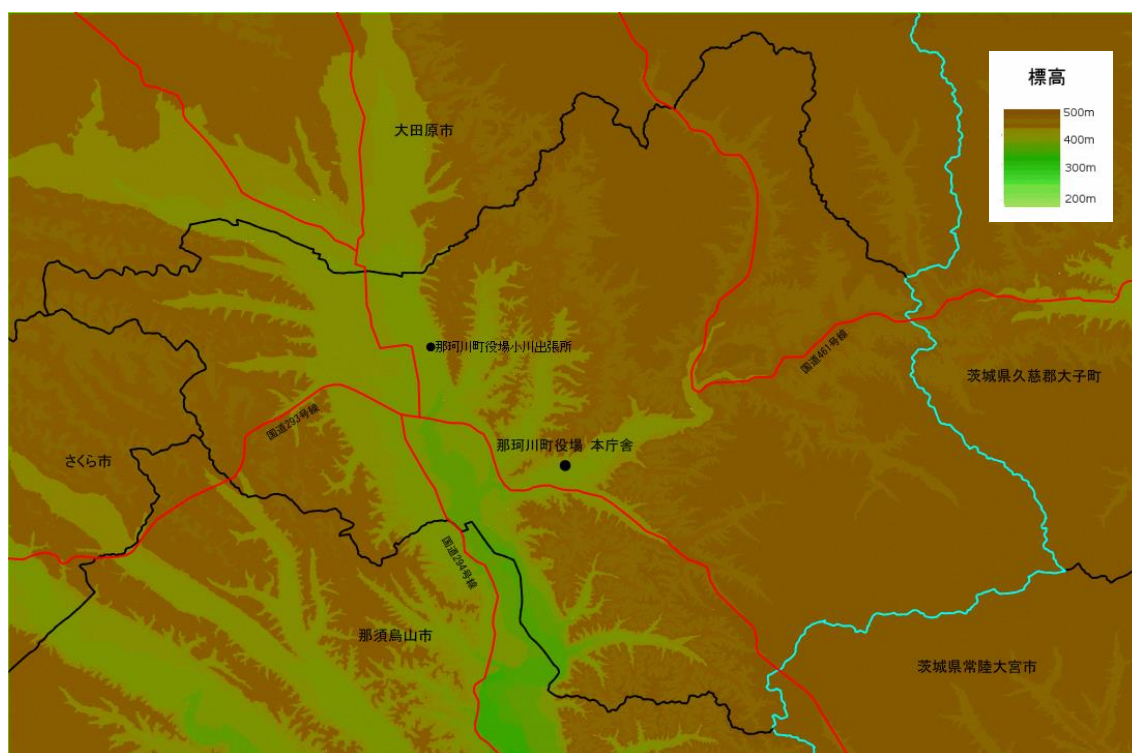 標高
500m
400m
300m
200m
大田原市
那珂川町役場小川出張所
国道461号線
茨城県久慈郡大子町
国道293号線
那珂川町役場 本庁舎
さくら市
国道294号線
那須烏山市
茨城県常陸大宮市